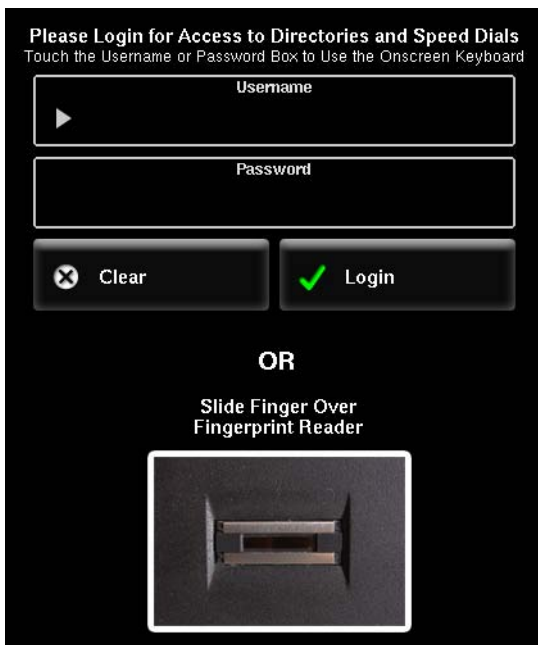 Please Login for Access to Directories and Speed Dials
Touch the Username or Password Box to Use the Onscreen Keyboard
Username
Password
Clear
Login
OR
Slide Finger Over
Fingerprint Reader